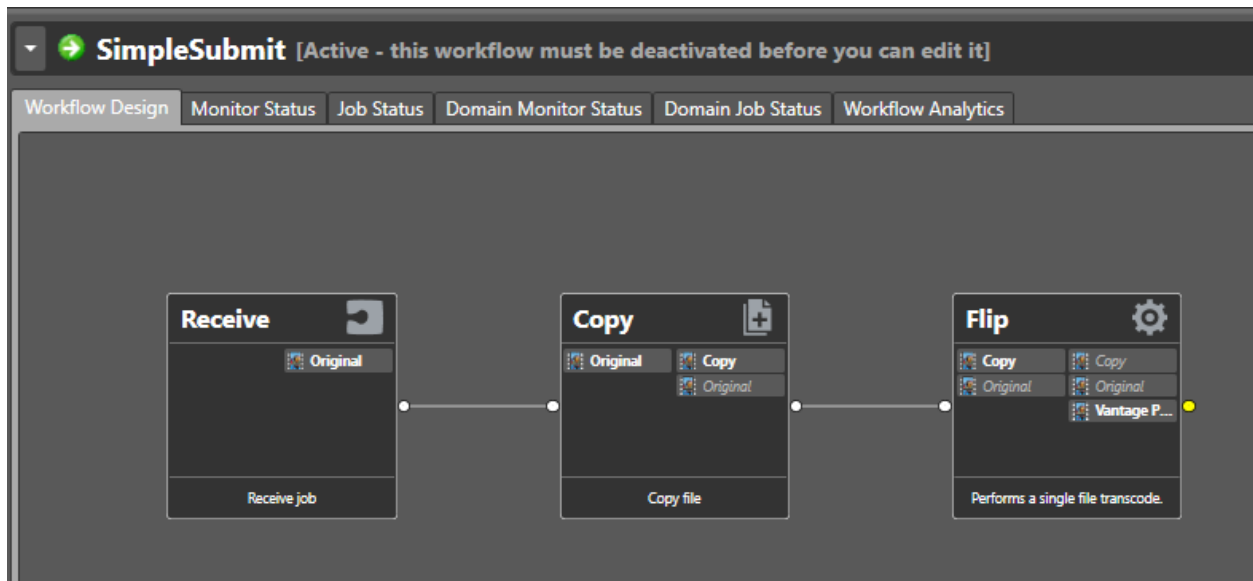 SimpleSubmit [Active - this workflow must be deactivated before you can edit it]
Workflow Design Monitor Status Job Status Domain Monitor Status Domain Job Status Workflow Analytics
Receive
Original
Receive job
Copy
Original Copy
Original
Copy file
Flip
Copy Copy
Original Original
Vantage P...
Performs a single file transcode.